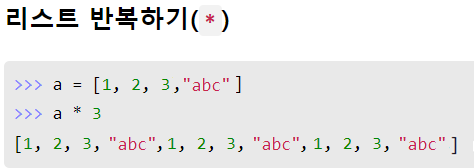 리스트 반복하기(*)
>>> a = [1, 2, 3,"abc"]
>>> a * 3
[1, 2, 3, "abc",1, 2, 3, "abc",1, 2, 3, "abc"]